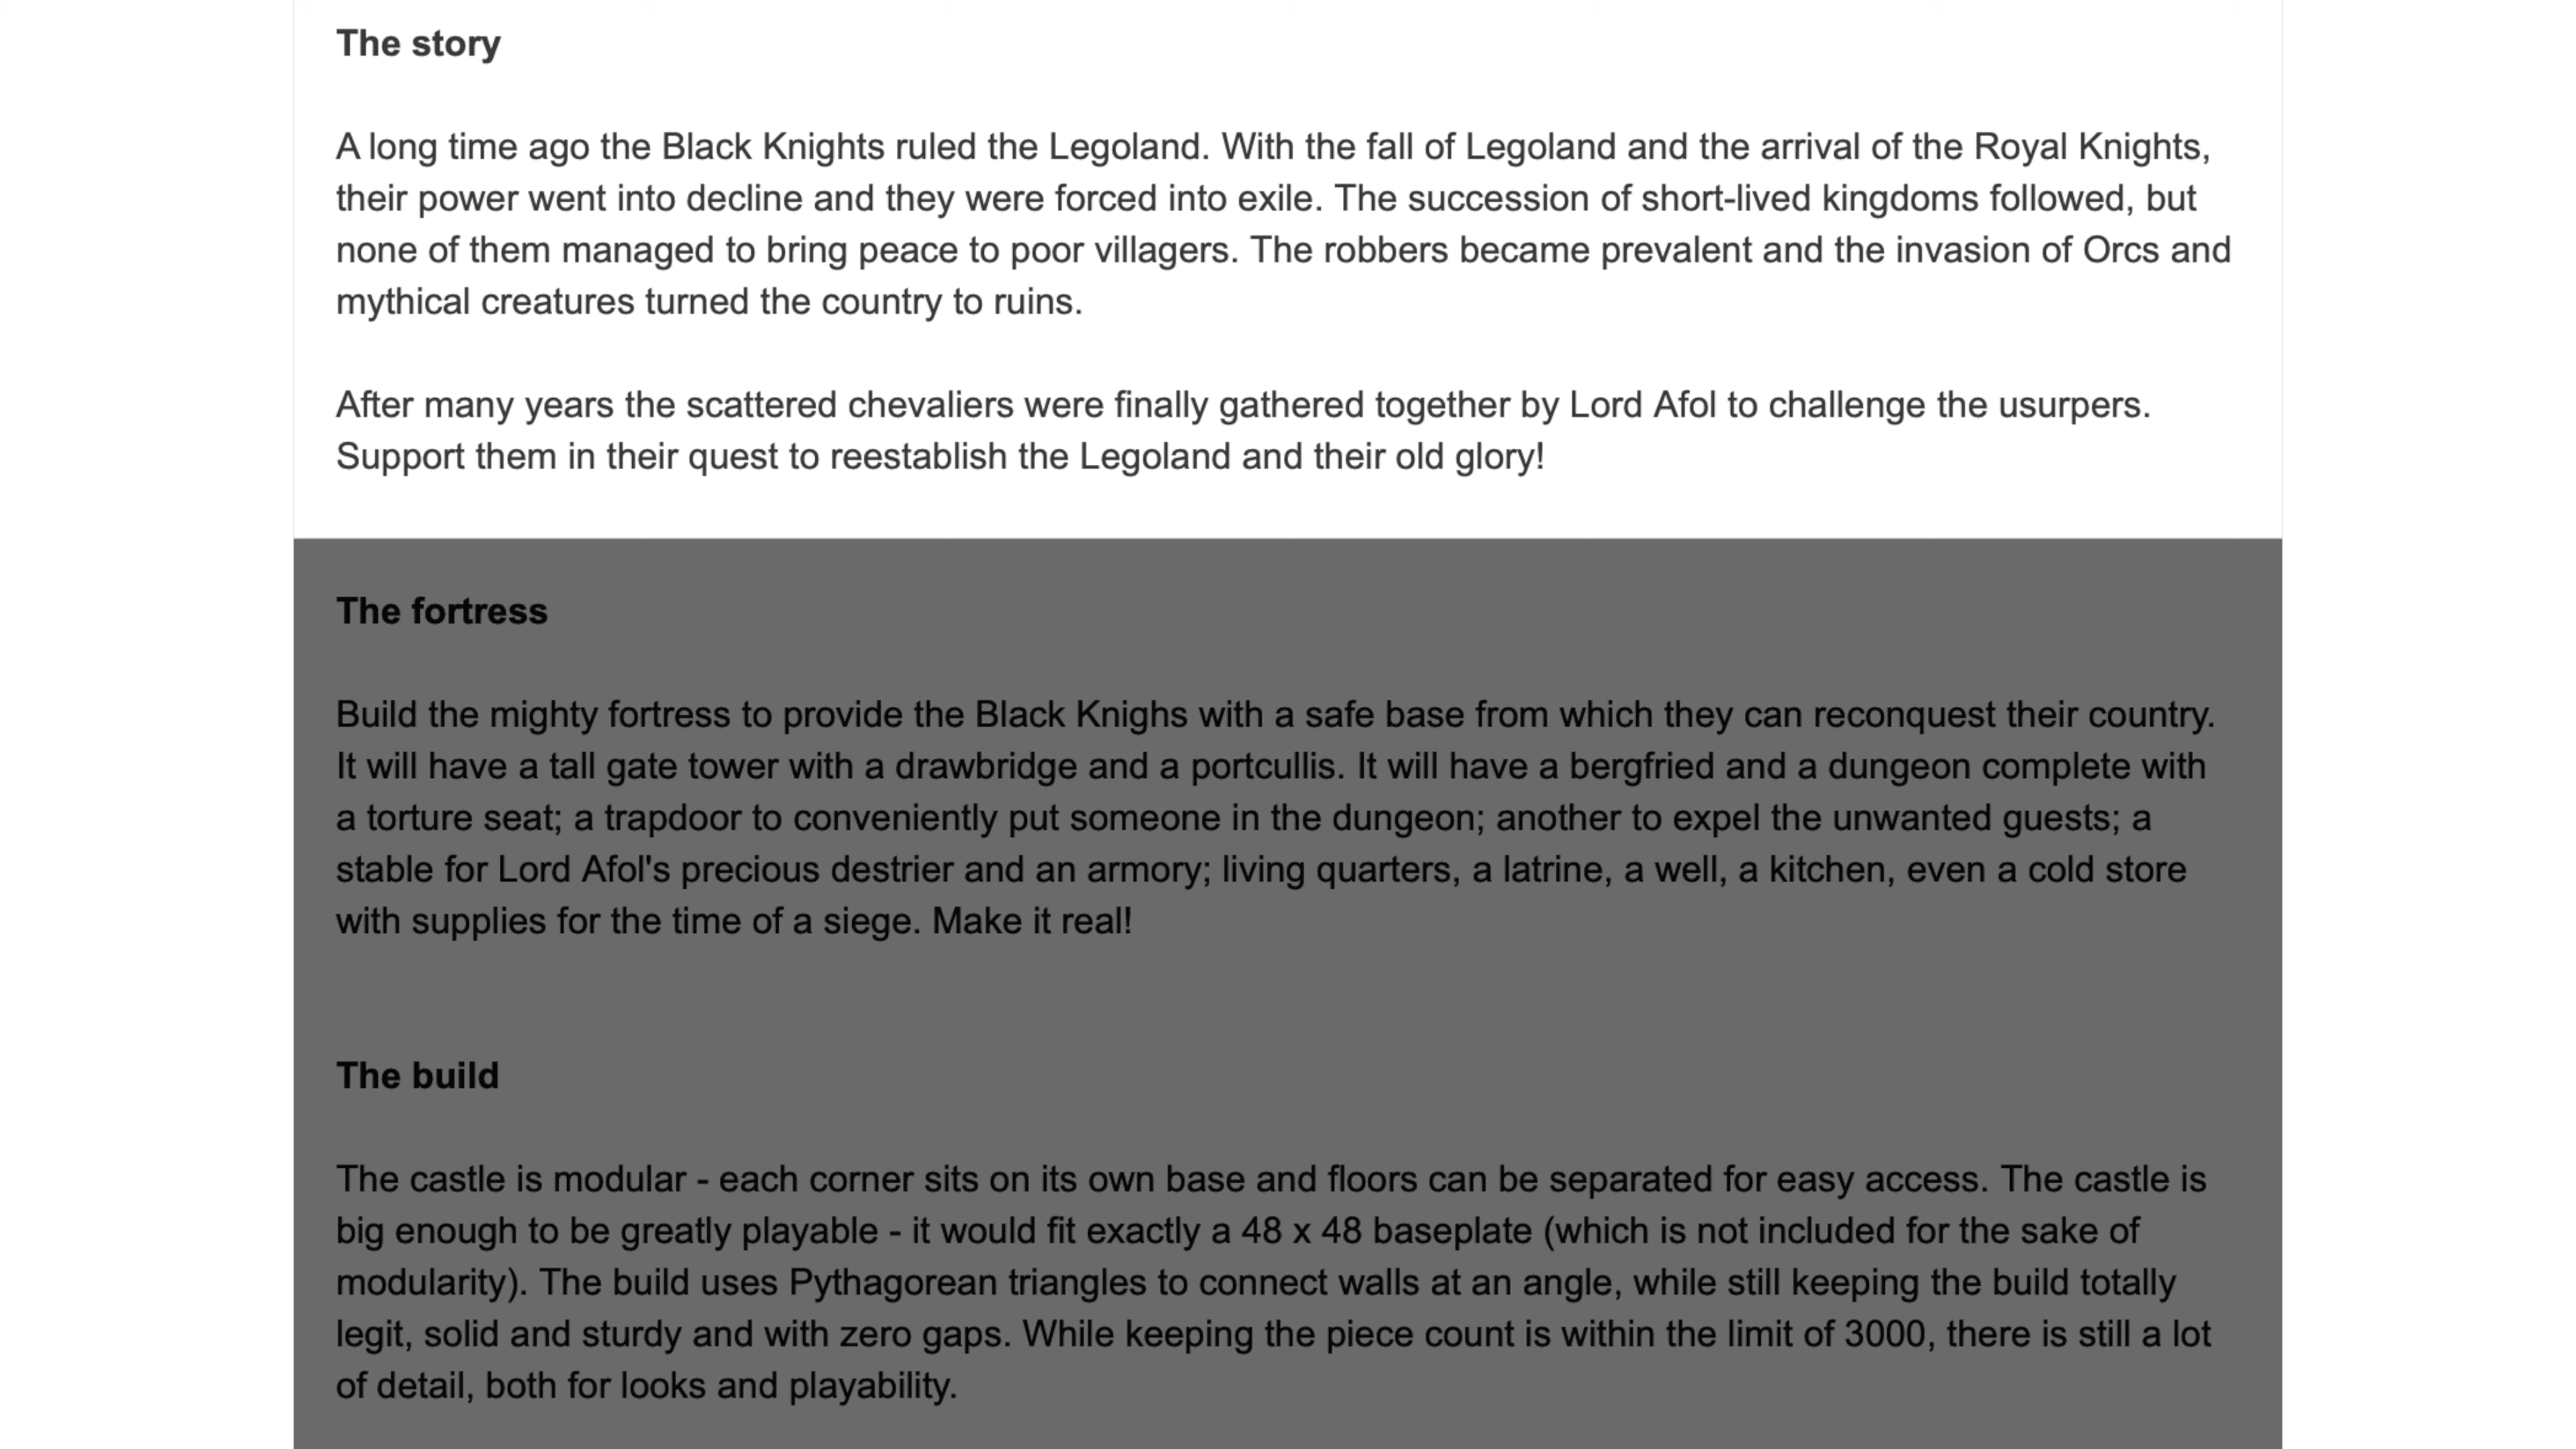 The story
A long time ago the Black Knights ruled the Legoland. With the fall of Legoland and the arrival of the Royal Knights,
their power went into decline and they were forced into exile. The succession of short-lived kingdoms followed, but
none of them managed to bring peace to poor villagers. The robbers became prevalent and the invasion of Orcs and
mythical creatures turned the country to ruins.
After many years the scattered chevaliers were finally gathered together by Lord Afol to challenge the usurpers.
Support them in their quest to reestablish the Legoland and their old glory!
The fortress
Build the mighty fortress to provide the Black Knighs with a safe base from which they can reconquest their country.
It will have a tall gate tower with a drawbridge and a portcullis. It will have a bergfried and a dungeon complete with
a torture seat; a trapdoor to conveniently put someone in the dungeon; another to expel the unwanted guests; a
stable for Lord Afol's precious destrier and an armory; living quarters, a latrine, a well, a kitchen, even a cold store
with supplies for the time of a siege. Make it real!
The build
The castle is modular - each corner sits on its own base and floors can be separated for easy access. The castle is
big enough to be greatly playable - it would fit exactly a 48 x 48 baseplate (which is not included for the sake of
modularity). The build uses Pythagorean triangles to connect walls at an angle, while still keeping the build totally
legit, solid and sturdy and with zero gaps. While keeping the piece count is within the limit of 3000, there is still a lot
of detail, both for looks and playability.